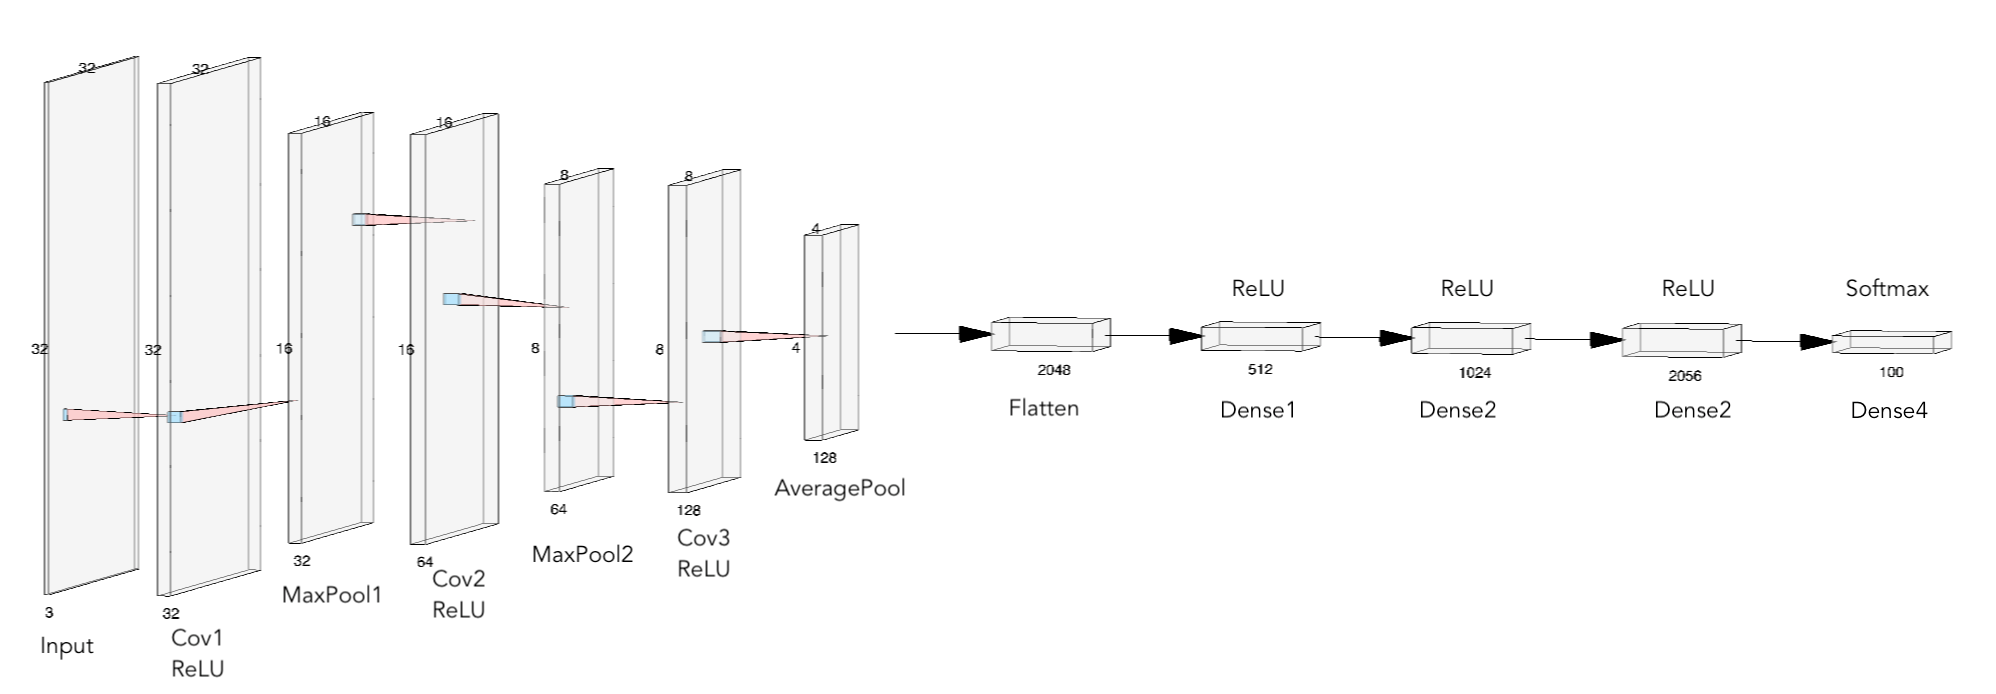 32
32
3
Input
32
32
32
Cov1
ReLU
16
16
32
MaxPool1
16
16
64
Cov2
ReLU
8
8
64
MaxPool2
8
8
128
Cov3
ReLU
4
4
128
AveragePool
2048
Flatten
ReLU
512
Dense1
ReLU
1024
Dense2
ReLU
2056
Dense2
Softmax
100
Dense4